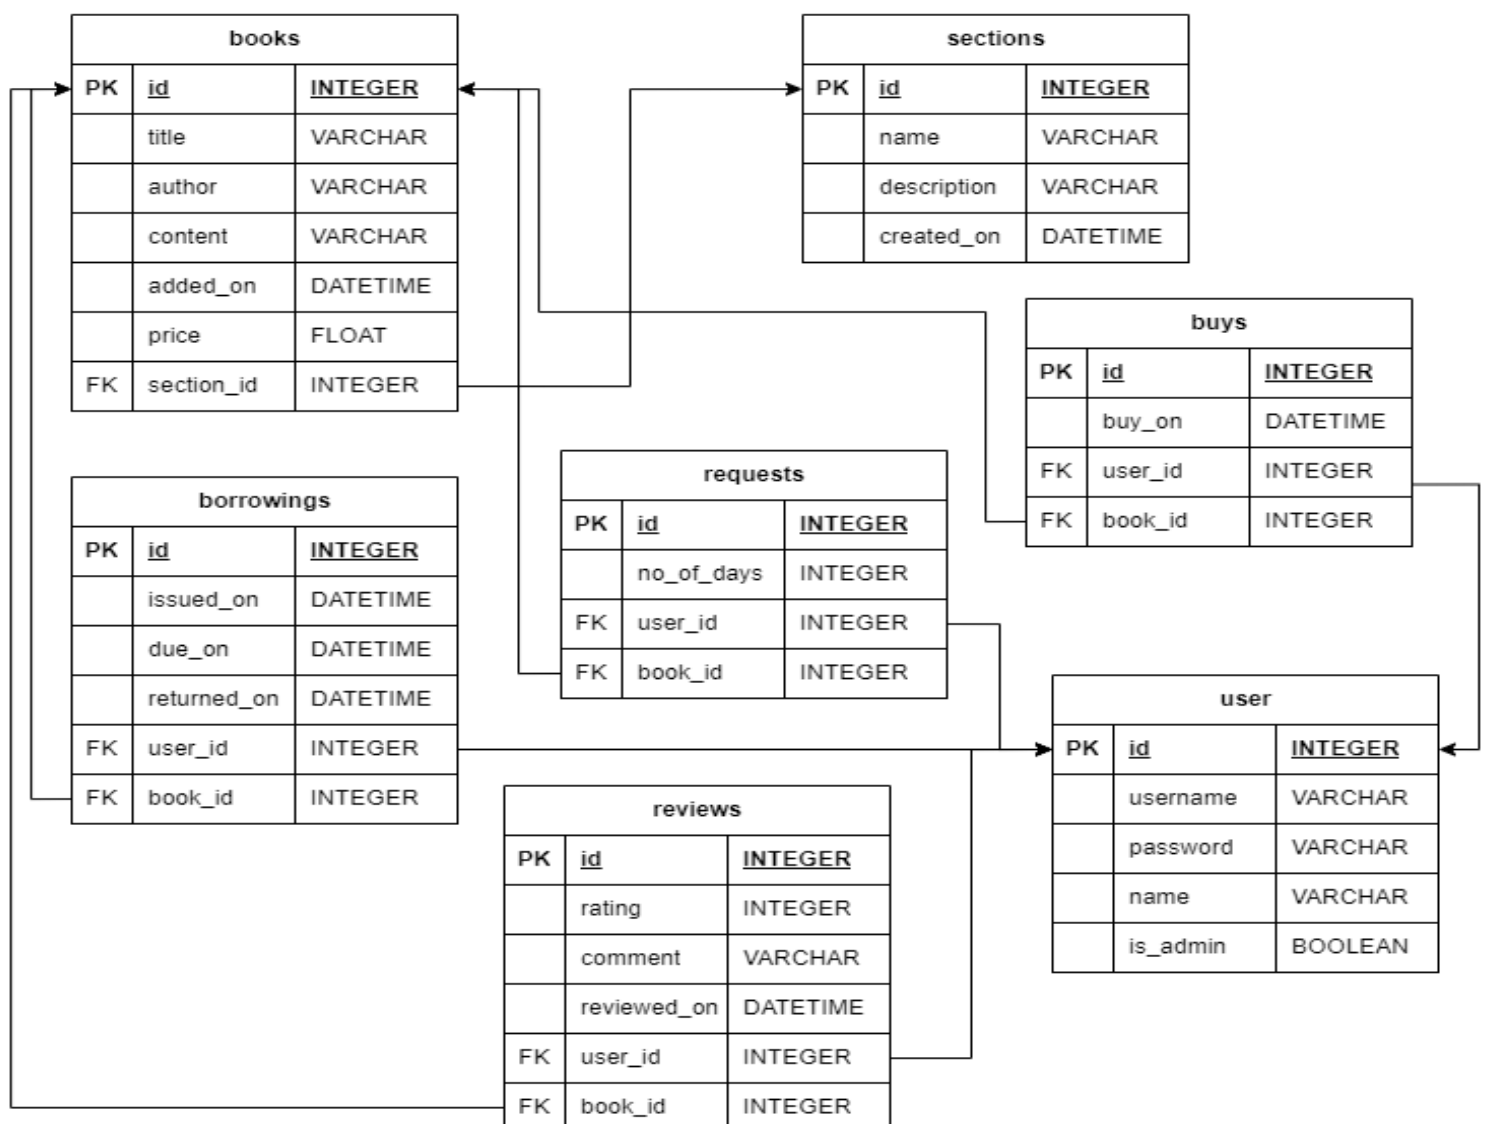 books
PK id INTEGER
title VARCHAR
author VARCHAR
content VARCHAR
added_on DATETIME
price FLOAT
FK section_id INTEGER
sections
PK id INTEGER
name VARCHAR
description VARCHAR
created_on DATETIME
buys
PK id INTEGER
buy_on DATETIME
FK user_id INTEGER
FK book_id INTEGER
borrowings
PK id INTEGER
issued_on DATETIME
due_on DATETIME
returned_on DATETIME
FK user_id INTEGER
FK book_id INTEGER
requests
PK id INTEGER
no_of_days INTEGER
FK user_id INTEGER
FK book_id INTEGER
user
PK id INTEGER
username VARCHAR
password VARCHAR
name VARCHAR
is_admin BOOLEAN
reviews
PK id INTEGER
rating INTEGER
comment VARCHAR
reviewed_on DATETIME
FK user_id INTEGER
FK book_id INTEGER